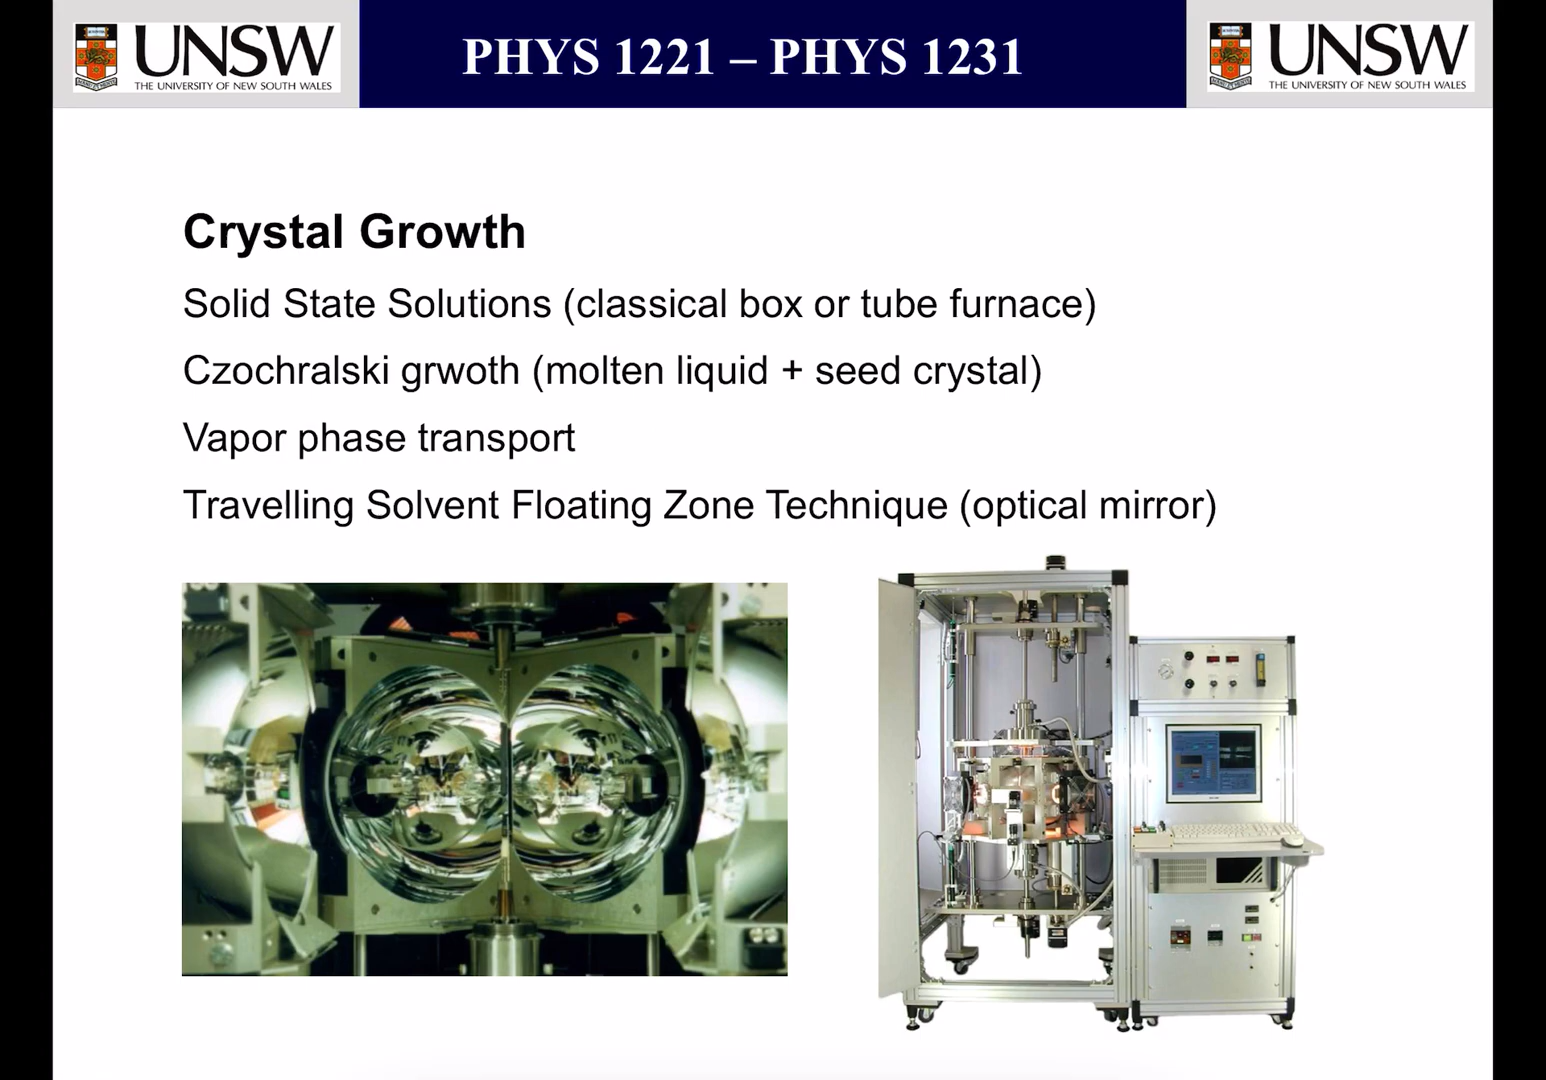 UNSW
THE UNIVERSITY OF NEW SOUTH WALES
PHYS 1221 – PHYS 1231
UNSW
THE UNIVERSITY OF NEW SOUTH WALES
Crystal Growth
Solid State Solutions (classical box or tube furnace)
Czochralski grwoth (molten liquid + seed crystal)
Vapor phase transport
Travelling Solvent Floating Zone Technique (optical mirror)